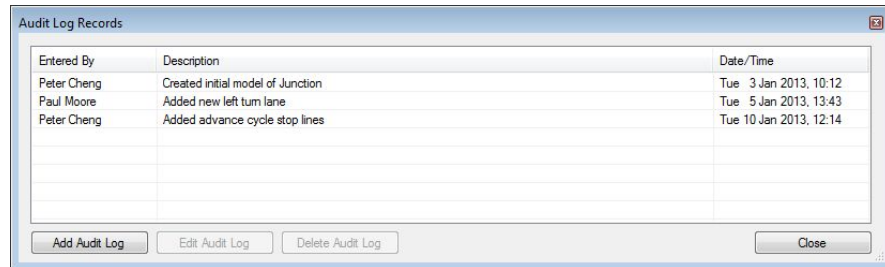 Audit Log Records
Entered By Description Date/Time
Peter Cheng Created initial model of Junction Tue 3 Jan 2013, 10:12
Paul Moore Added new left turn lane Tue 5 Jan 2013, 13:43
Peter Cheng Added advance cycle stop lines Tue 10 Jan 2013, 12:14
Add Audit Log Edit Audit Log Delete Audit Log Close